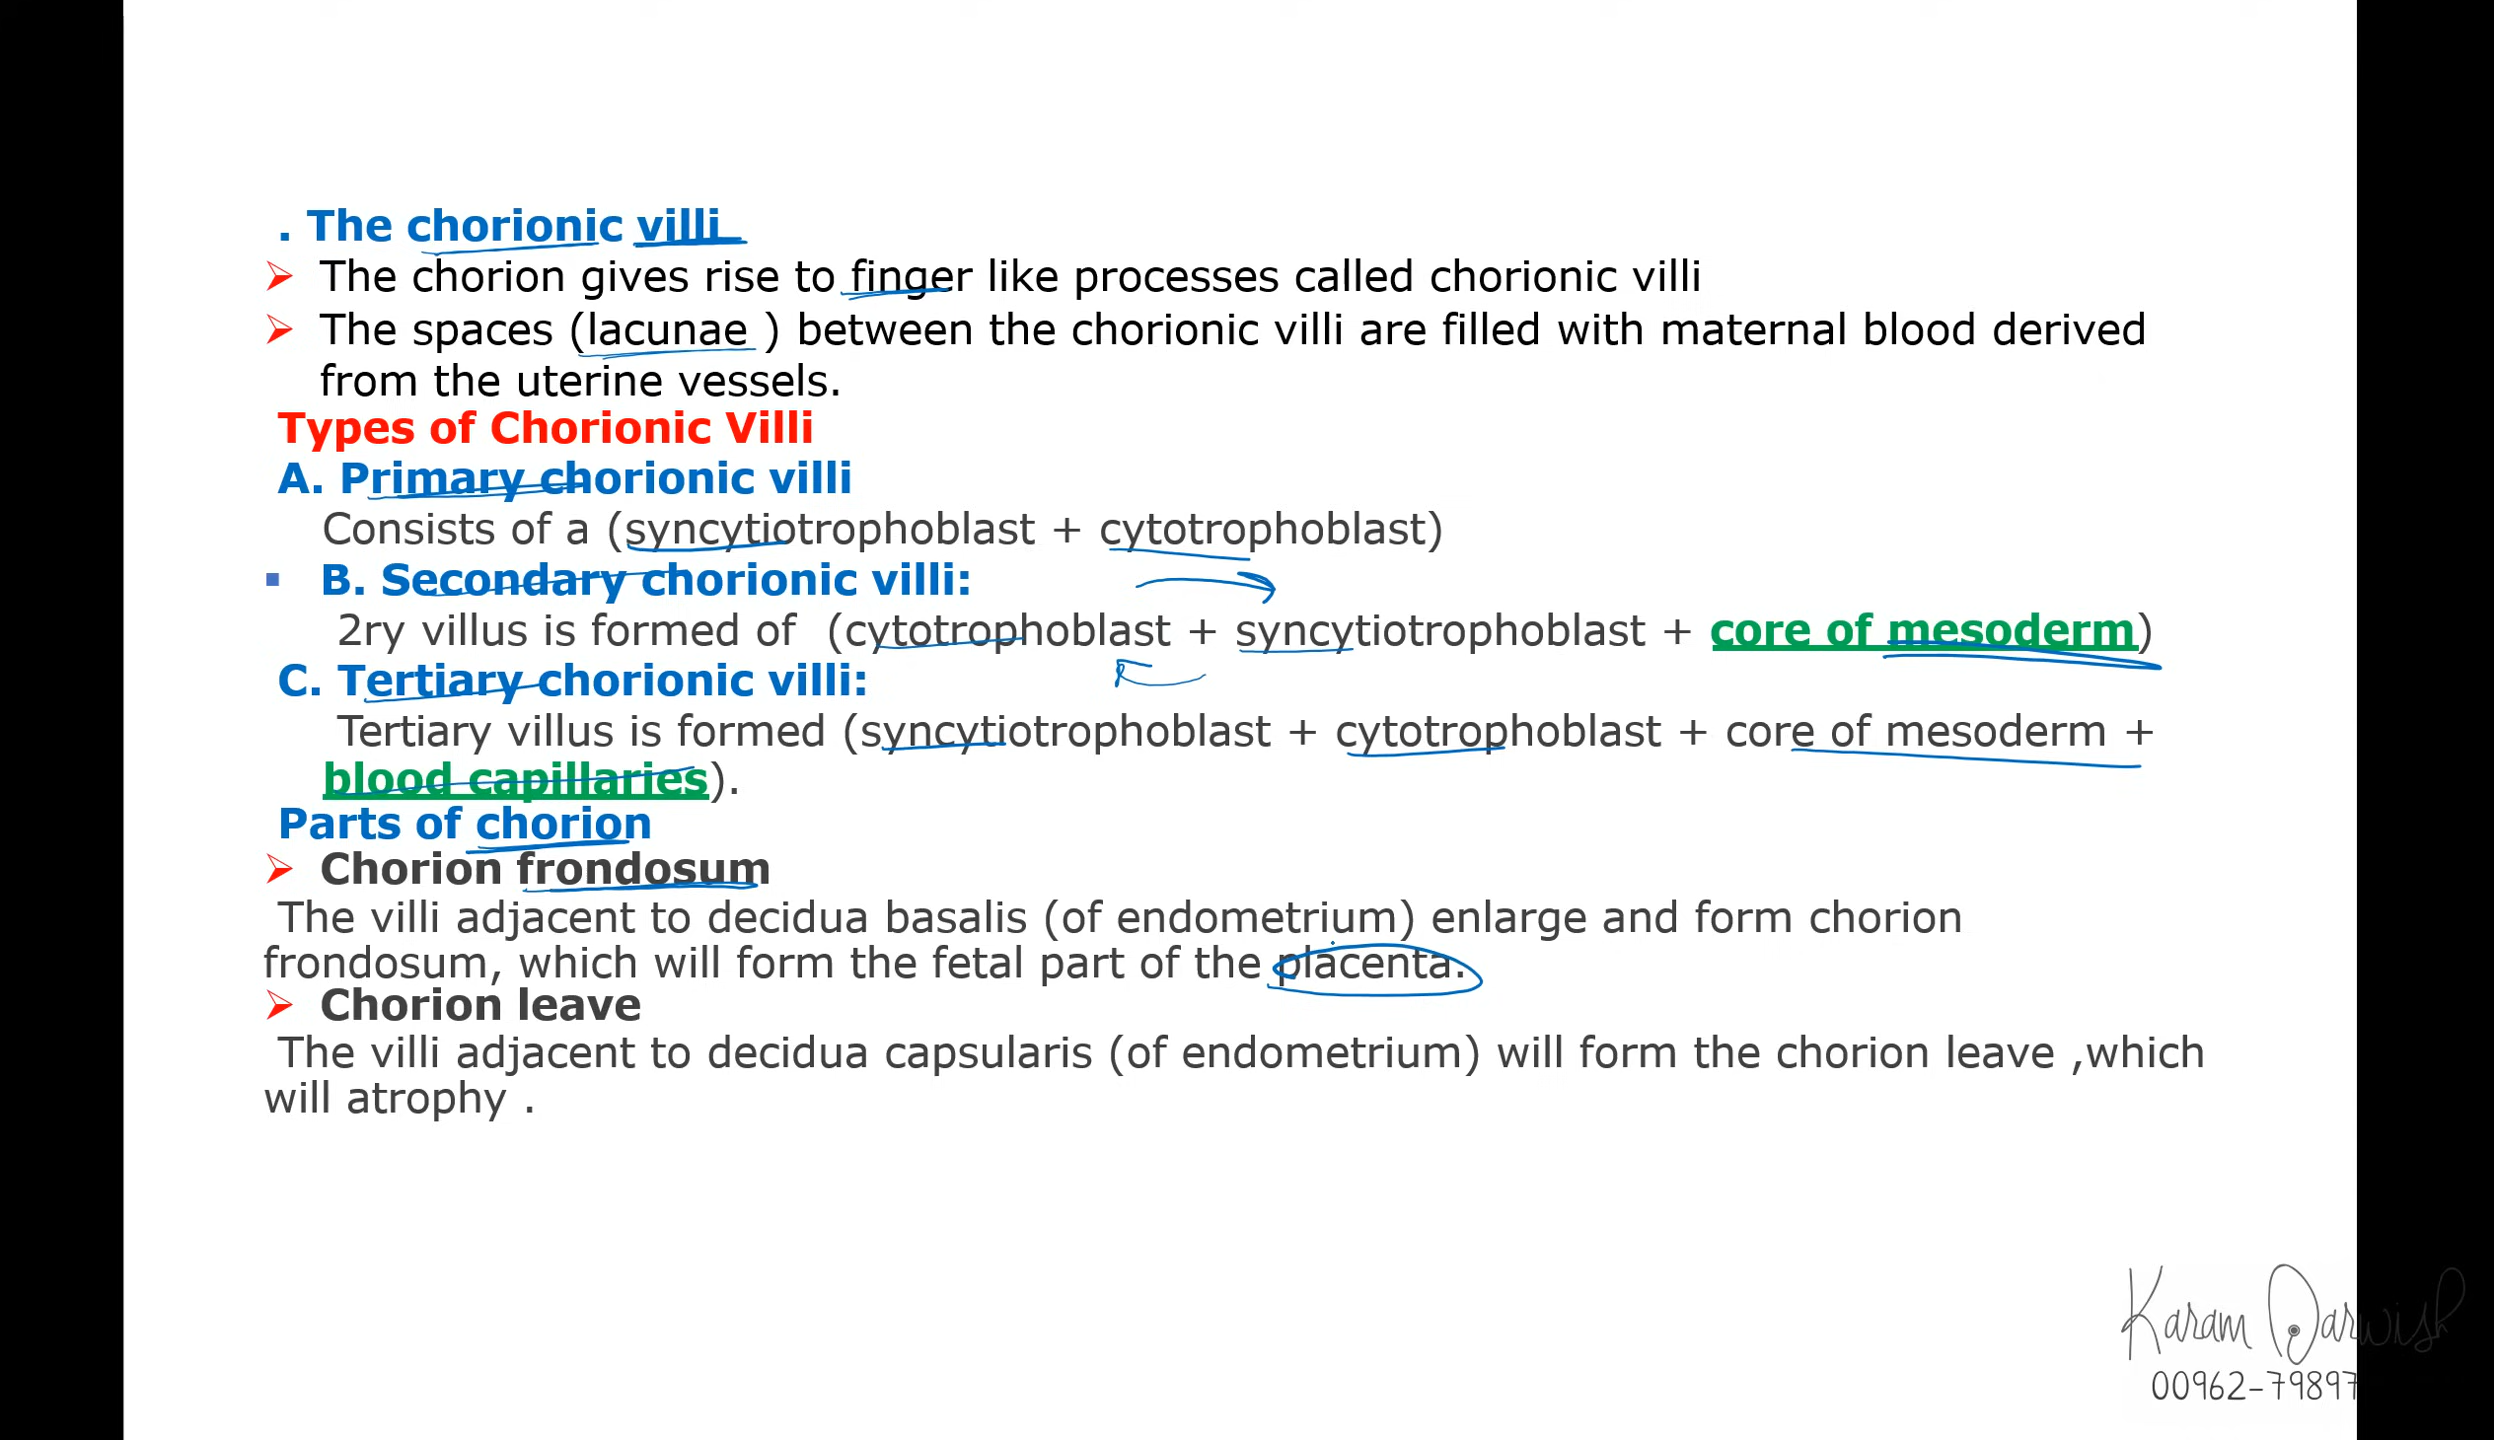 . The chorionic villi
The chorion gives rise to finger like processes called chorionic villi
The spaces (lacunae ) between the chorionic villi are filled with maternal blood derived
from the uterine vessels.
Types of Chorionic Villi
A. Primary chorionic villi
Consists of a (syncytiotrophoblast + cytotrophoblast)
B. Secondary chorionic villi:
2ry villus is formed of (cytotrophoblast + syncytiotrophoblast + core of mesoderm)
C. Tertiary chorionic villi:
Tertiary villus is formed (syncytiotrophoblast + cytotrophoblast + core of mesoderm +
blood capillaries).
Parts of chorion
Chorion frondosum
The villi adjacent to decidua basalis (of endometrium) enlarge and form chorion
frondosum, which will form the fetal part of the placenta.
Chorion leave
The villi adjacent to decidua capsularis (of endometrium) will form the chorion leave ,which
will atrophy .
Karam Darwish
00962-79897